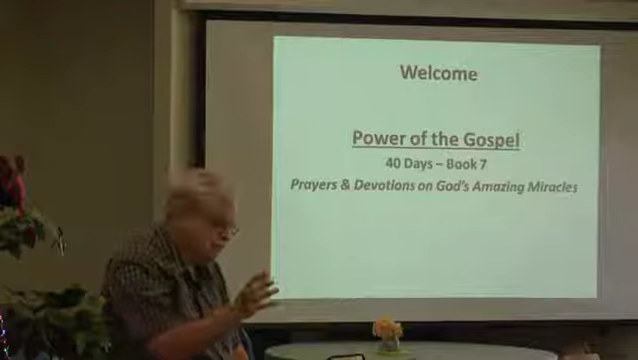 Welcome
Power of the Gospel
40 Days – Book 7
Prayers & Devotions on God's Amazing Miracles